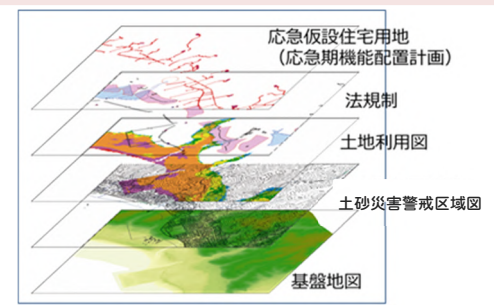 応急仮設住宅用地
（応急期機能配置計画）
法規制
土地利用図
土砂災害警戒区域図
基盤地図